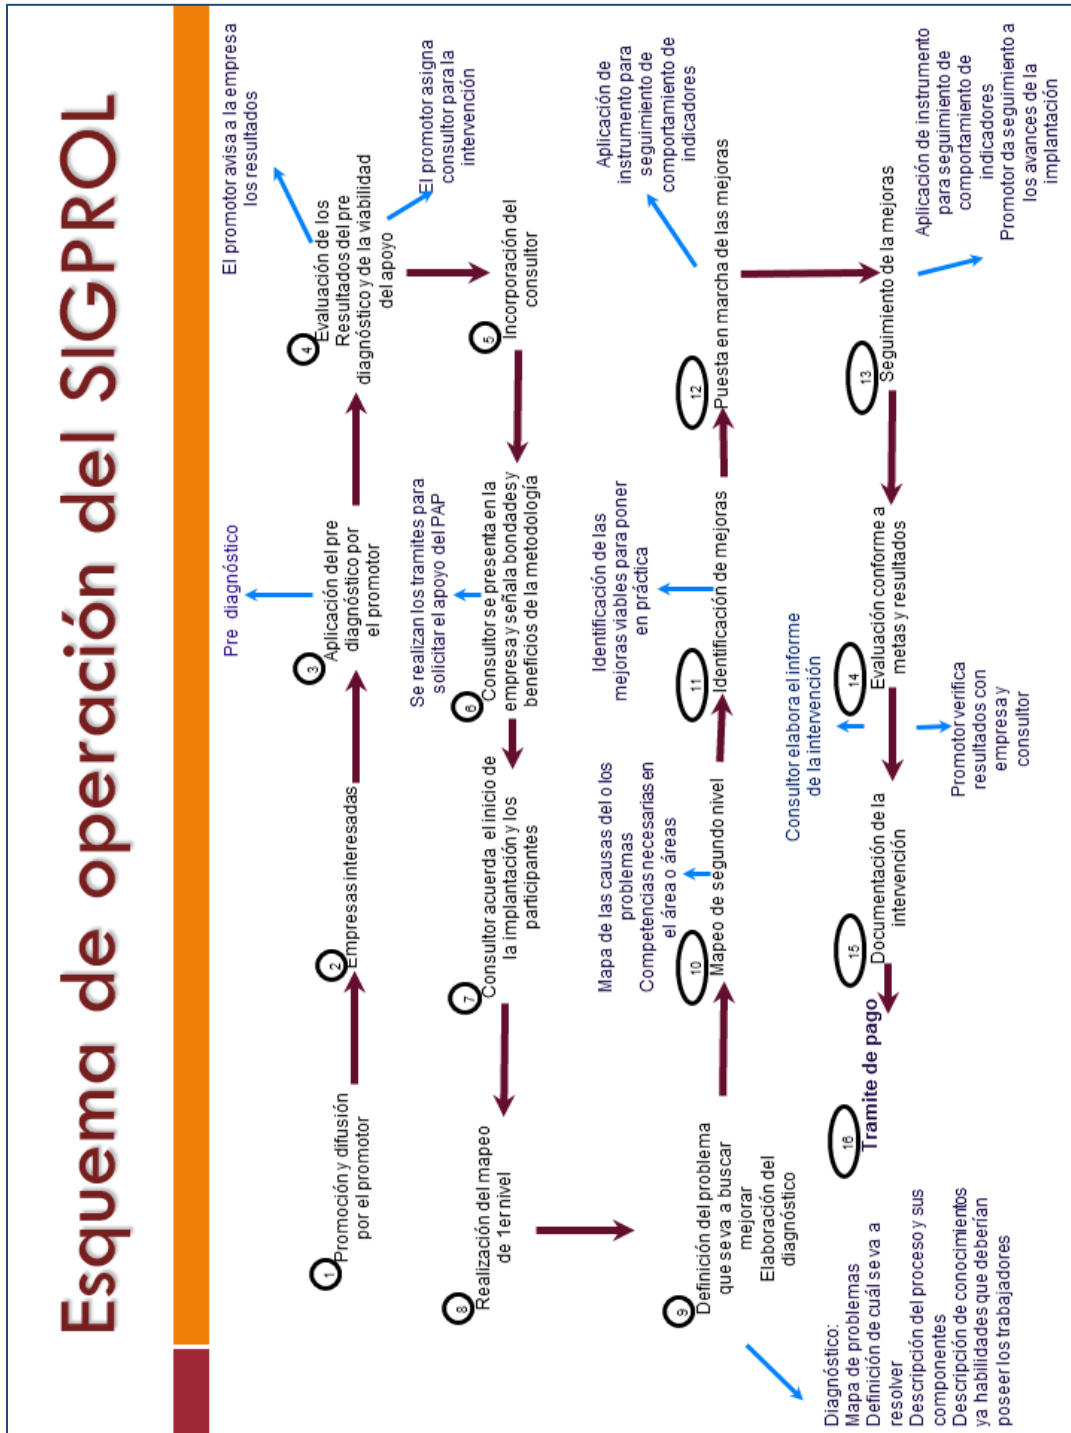 Esquema de operación del SIGPROL
1
Promoción y difusión
por el promotor
2
Empresas interesadas
Pre diagnóstico
3
Aplicación del pre
diagnóstico por
el promotor
El promotor avisa a la empresa
los resultados
4
Evaluación de los
Resultados del pre
diagnóstico y de la viabilidad
del apoyo
El promotor asigna
consultor para la
intervención
5
Incorporación del
consultor
Se realizan los tramites para
solicitar el apoyo del PAP
6
Consultor se presenta en la
empresa y señala bondades y
beneficios de la metodología
7
Consultor acuerda el inicio de
la implantación y los
participantes
8
Realización del mapeo
de 1er nivel
9
Definición del problema
que se va a buscar
mejorar
Elaboración del
diagnóstico
Diagnóstico:
Mapa de problemas
Definición de cuál se va a
resolver
Descripción del proceso y sus
componentes
Descripción de conocimientos
ya habilidades que deberían
poseer los trabajadores
Mapa de las causas del o los
problemas
Competencias necesarias en
el área o áreas
10
Mapeo de segundo nivel
Identificación de las
mejoras viables para poner
en práctica
11
Identificación de mejoras
Aplicación de
instrumento para
seguimiento de
comportamiento de
indicadores
12
Puesta en marcha de las mejoras
13
Seguimiento de la mejoras
Aplicación de instrumento
para seguimiento de
comportamiento de
indicadores
Promotor da seguimiento a
los avances de la
implantación
Consultor elabora el informe
de la intervención
14
Evaluación conforme a
metas y resultados
Promotor verifica
resultados con
empresa y
consultor
15
Documentación de la
intervención
16
Tramite de pago